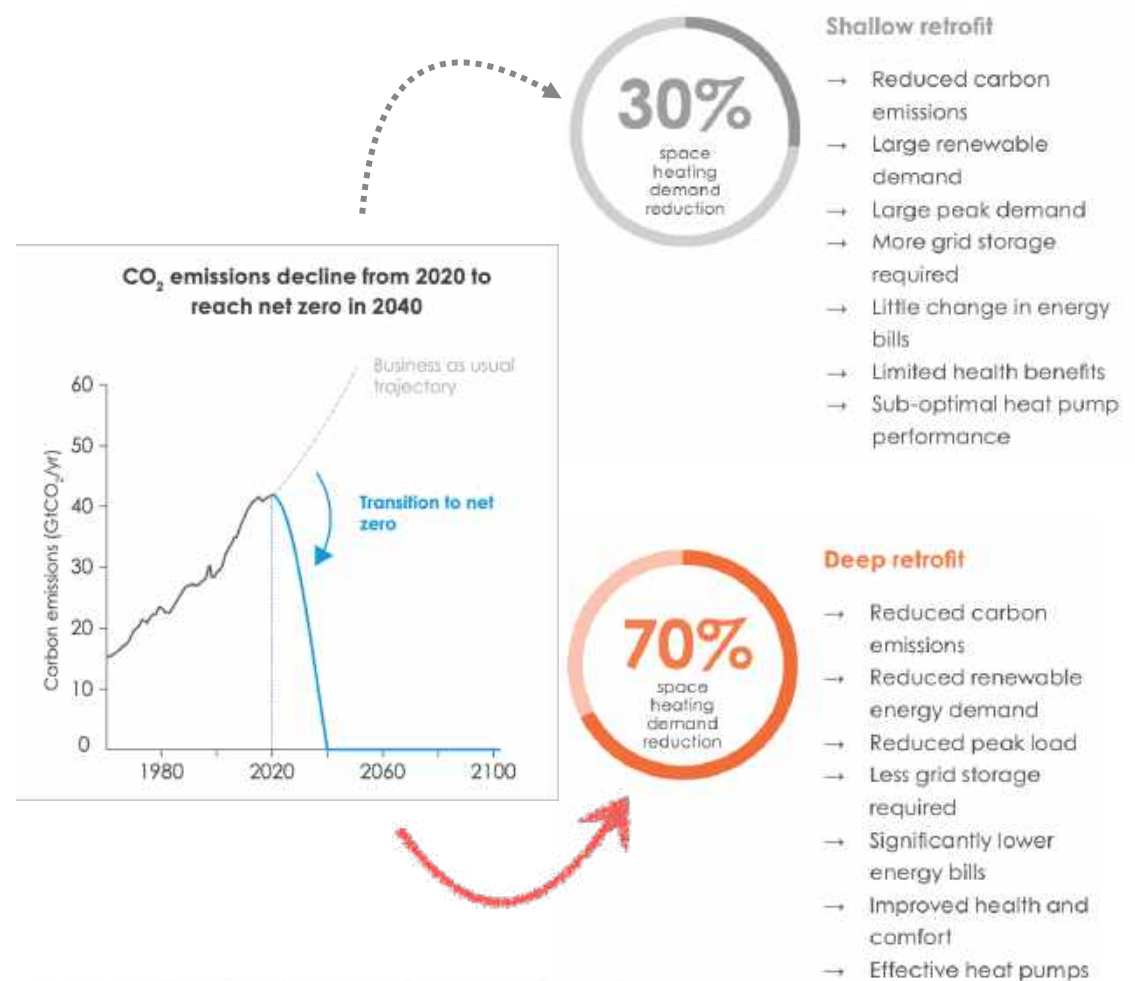 CO₂ emissions decline from 2020 to
reach net zero in 2040
Business as usual
trajectory
Transition to net
zero
Carbon emissions (GtCO₂/yr)
60
50
40
30
20
10
0
1980
2020
2060
2100
30%
space
heating
demand
reduction
Shallow retrofit
→ Reduced carbon
emissions
→ Large renewable
demand
→ Large peak demand
→ More grid storage
required
→ Little change in energy
bills
→ Limited health benefits
→ Sub-optimal heat pump
performance
70%
space
heating
demand
reduction
Deep retrofit
→ Reduced carbon
emissions
→ Reduced renewable
energy demand
→ Reduced peak load
→ Less grid storage
required
→ Significantly lower
energy bills
→ Improved health and
comfort
→ Effective heat pumps